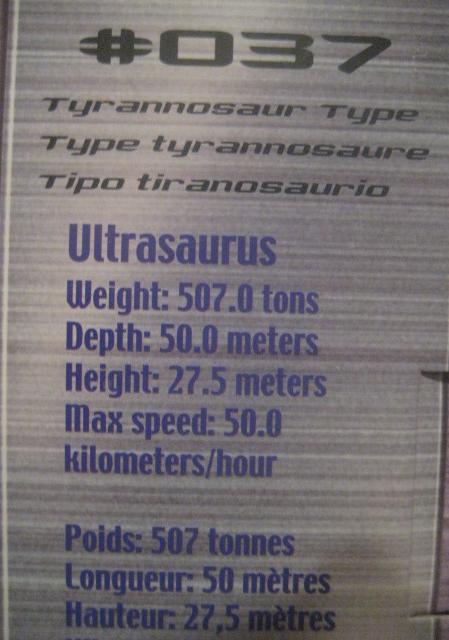 #037
Tyrannosaur Type
Type tyrannosaure
Tipo tiranosaurio
Ultrasaurus
Weight: 507.0 tons
Depth: 50.0 meters
Height: 27.5 meters
Max speed: 50.0
kilometers/hour
Poids: 507 tonnes
Longueur: 50 mètres
Hauteur: 27,5 mètres